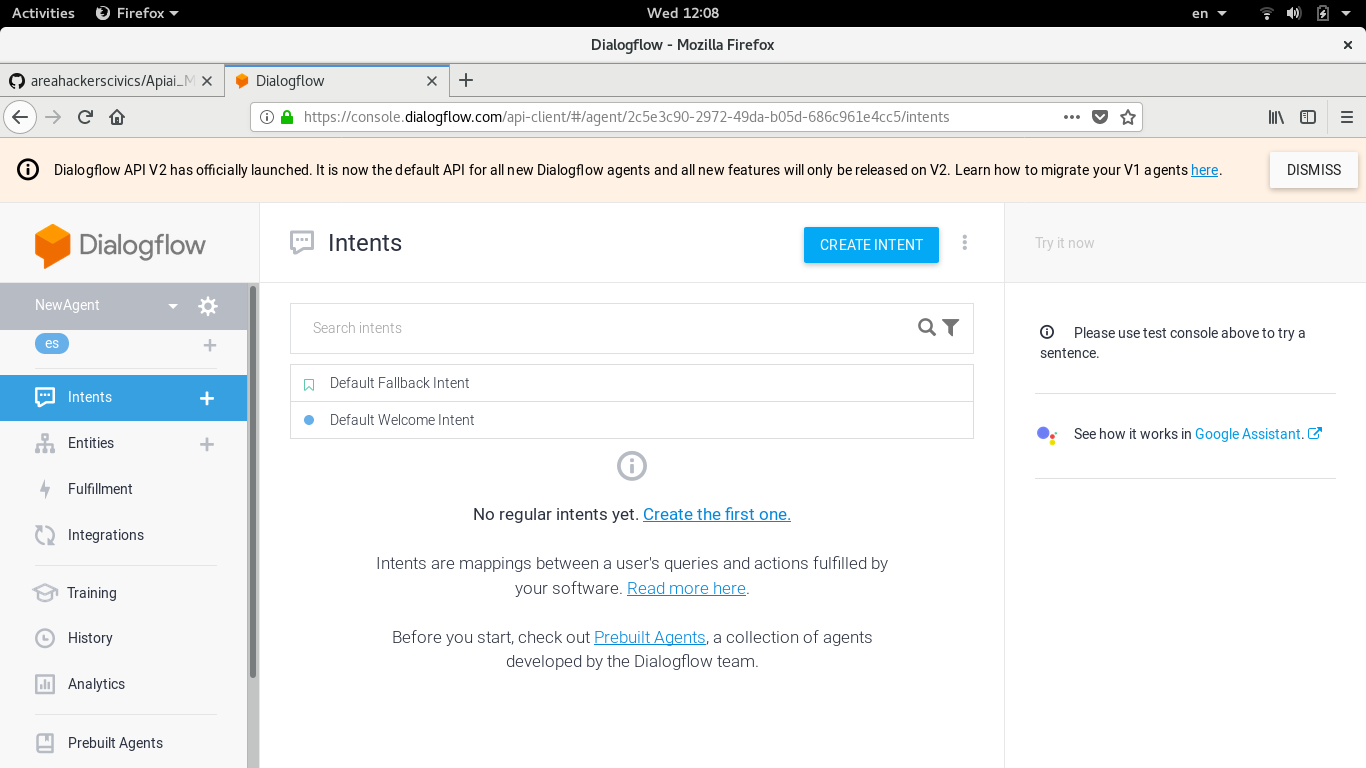 Activities Firefox Wed 12:08 en
Dialogflow - Mozilla Firefox
areahackerscivics/Apiai_M Dialogflow
https://console.dialogflow.com/api-client/#/agent/2c5e3c90-2972-49da-b05d-686c961e4cc5/intents
Dialogflow API V2 has officially launched. It is now the default API for all new Dialogflow agents and all new features will only be released on V2. Learn how to migrate your V1 agents here. DISMISS
Dialogflow
NewAgent
es
Intents
Entities
Fulfillment
Integrations
Training
History
Analytics
Prebuilt Agents
Intents CREATE INTENT
Search intents
Default Fallback Intent
Default Welcome Intent
No regular intents yet. Create the first one.
Intents are mappings between a user's queries and actions fulfilled by
your software. Read more here.
Before you start, check out Prebuilt Agents, a collection of agents
developed by the Dialogflow team.
Try it now
Please use test console above to try a
sentence.
See how it works in Google Assistant.